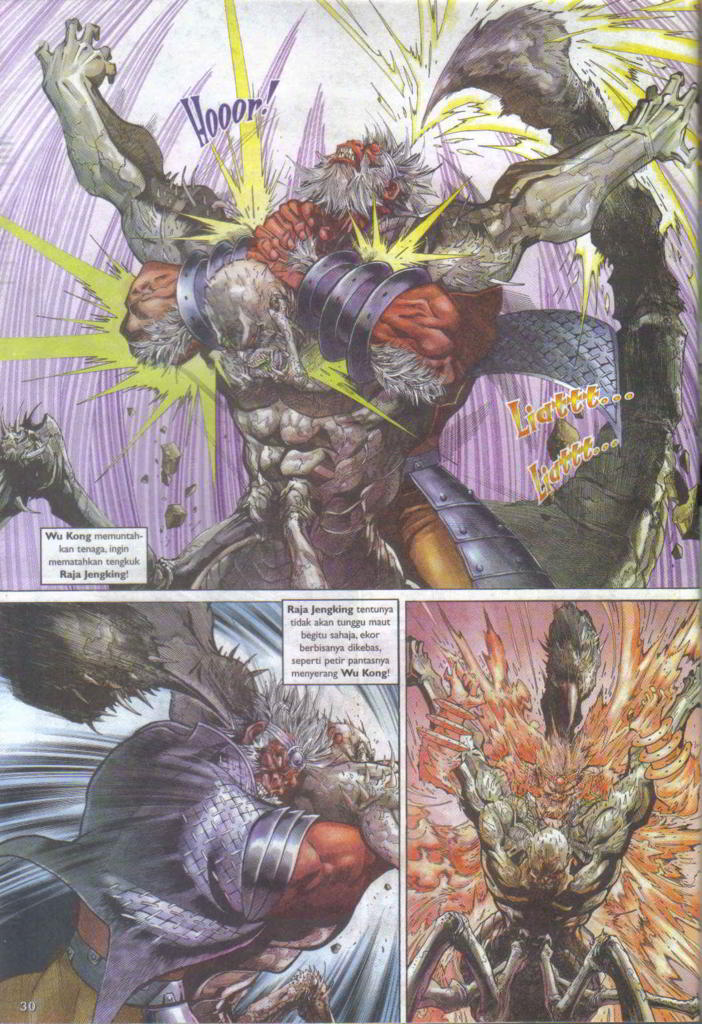 Hooor!
Liattt...
Liattt...
Wu Kong memuntah-
kan tenaga, ingin
mematahkan tengkuk
Raja Jengking!
Raja Jengking tentunya
tidak akan tunggu maut
begitu sahaja, ekor
berbisanya dikebas,
seperti petir pantasnya
menyerang Wu Kong!
30